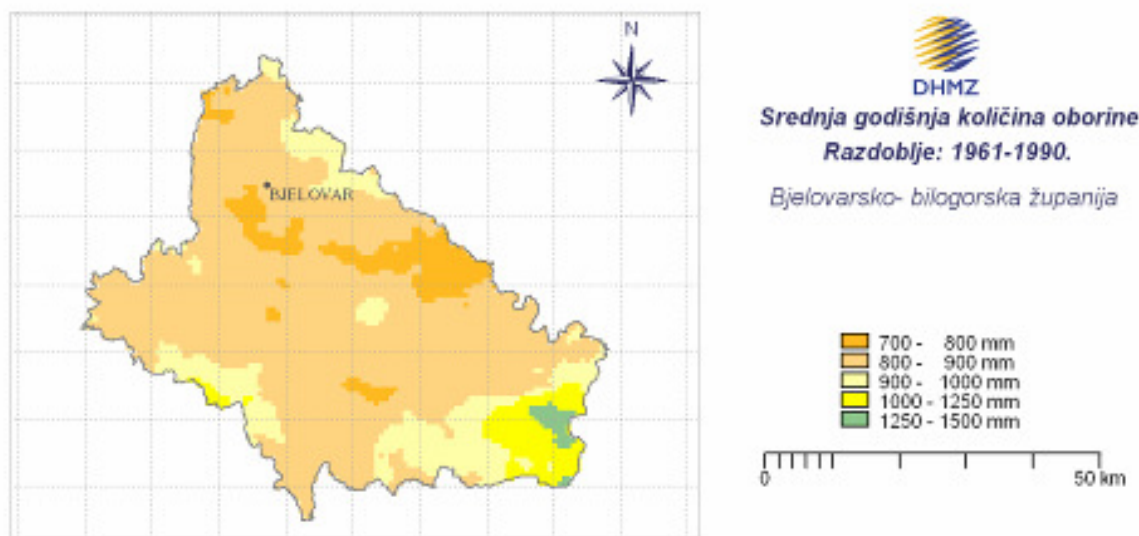 N
BJELOVAR
DHMZ
Srednja godišnja količina oborine
Razdoblje: 1961-1990.
Bjelovarsko- bilogorska županija
700 - 800 mm
800 - 900 mm
900 - 1000 mm
1000 - 1250 mm
1250 - 1500 mm
0 50 km